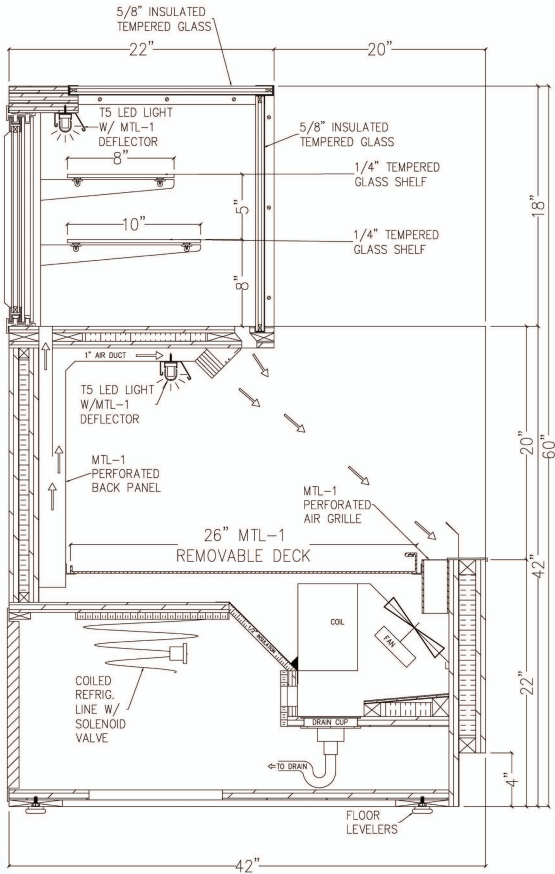 5/8" INSULATED
TEMPERED GLASS
22"
20"
T5 LED LIGHT
W/ MTL-1
DEFLECTOR
8"
5/8" INSULATED
TEMPERED GLASS
1/4" TEMPERED
GLASS SHELF
10"
5"
1/4" TEMPERED
GLASS SHELF
8"
18"
1" AIR DUCT
T5 LED LIGHT
W/MTL-1
DEFLECTOR
MTL-1
PERFORATED
BACK PANEL
MTL-1
PERFORATED
AIR GRILLE
20"
60"
42"
26" MTL-1
REMOVABLE DECK
1/2" INSULATION
COIL
FAN
COILED
REFRIG.
LINE W/
SOLENOID
VALVE
22"
DRAIN CUP
TO DRAIN
4"
FLOOR
LEVELERS
42"